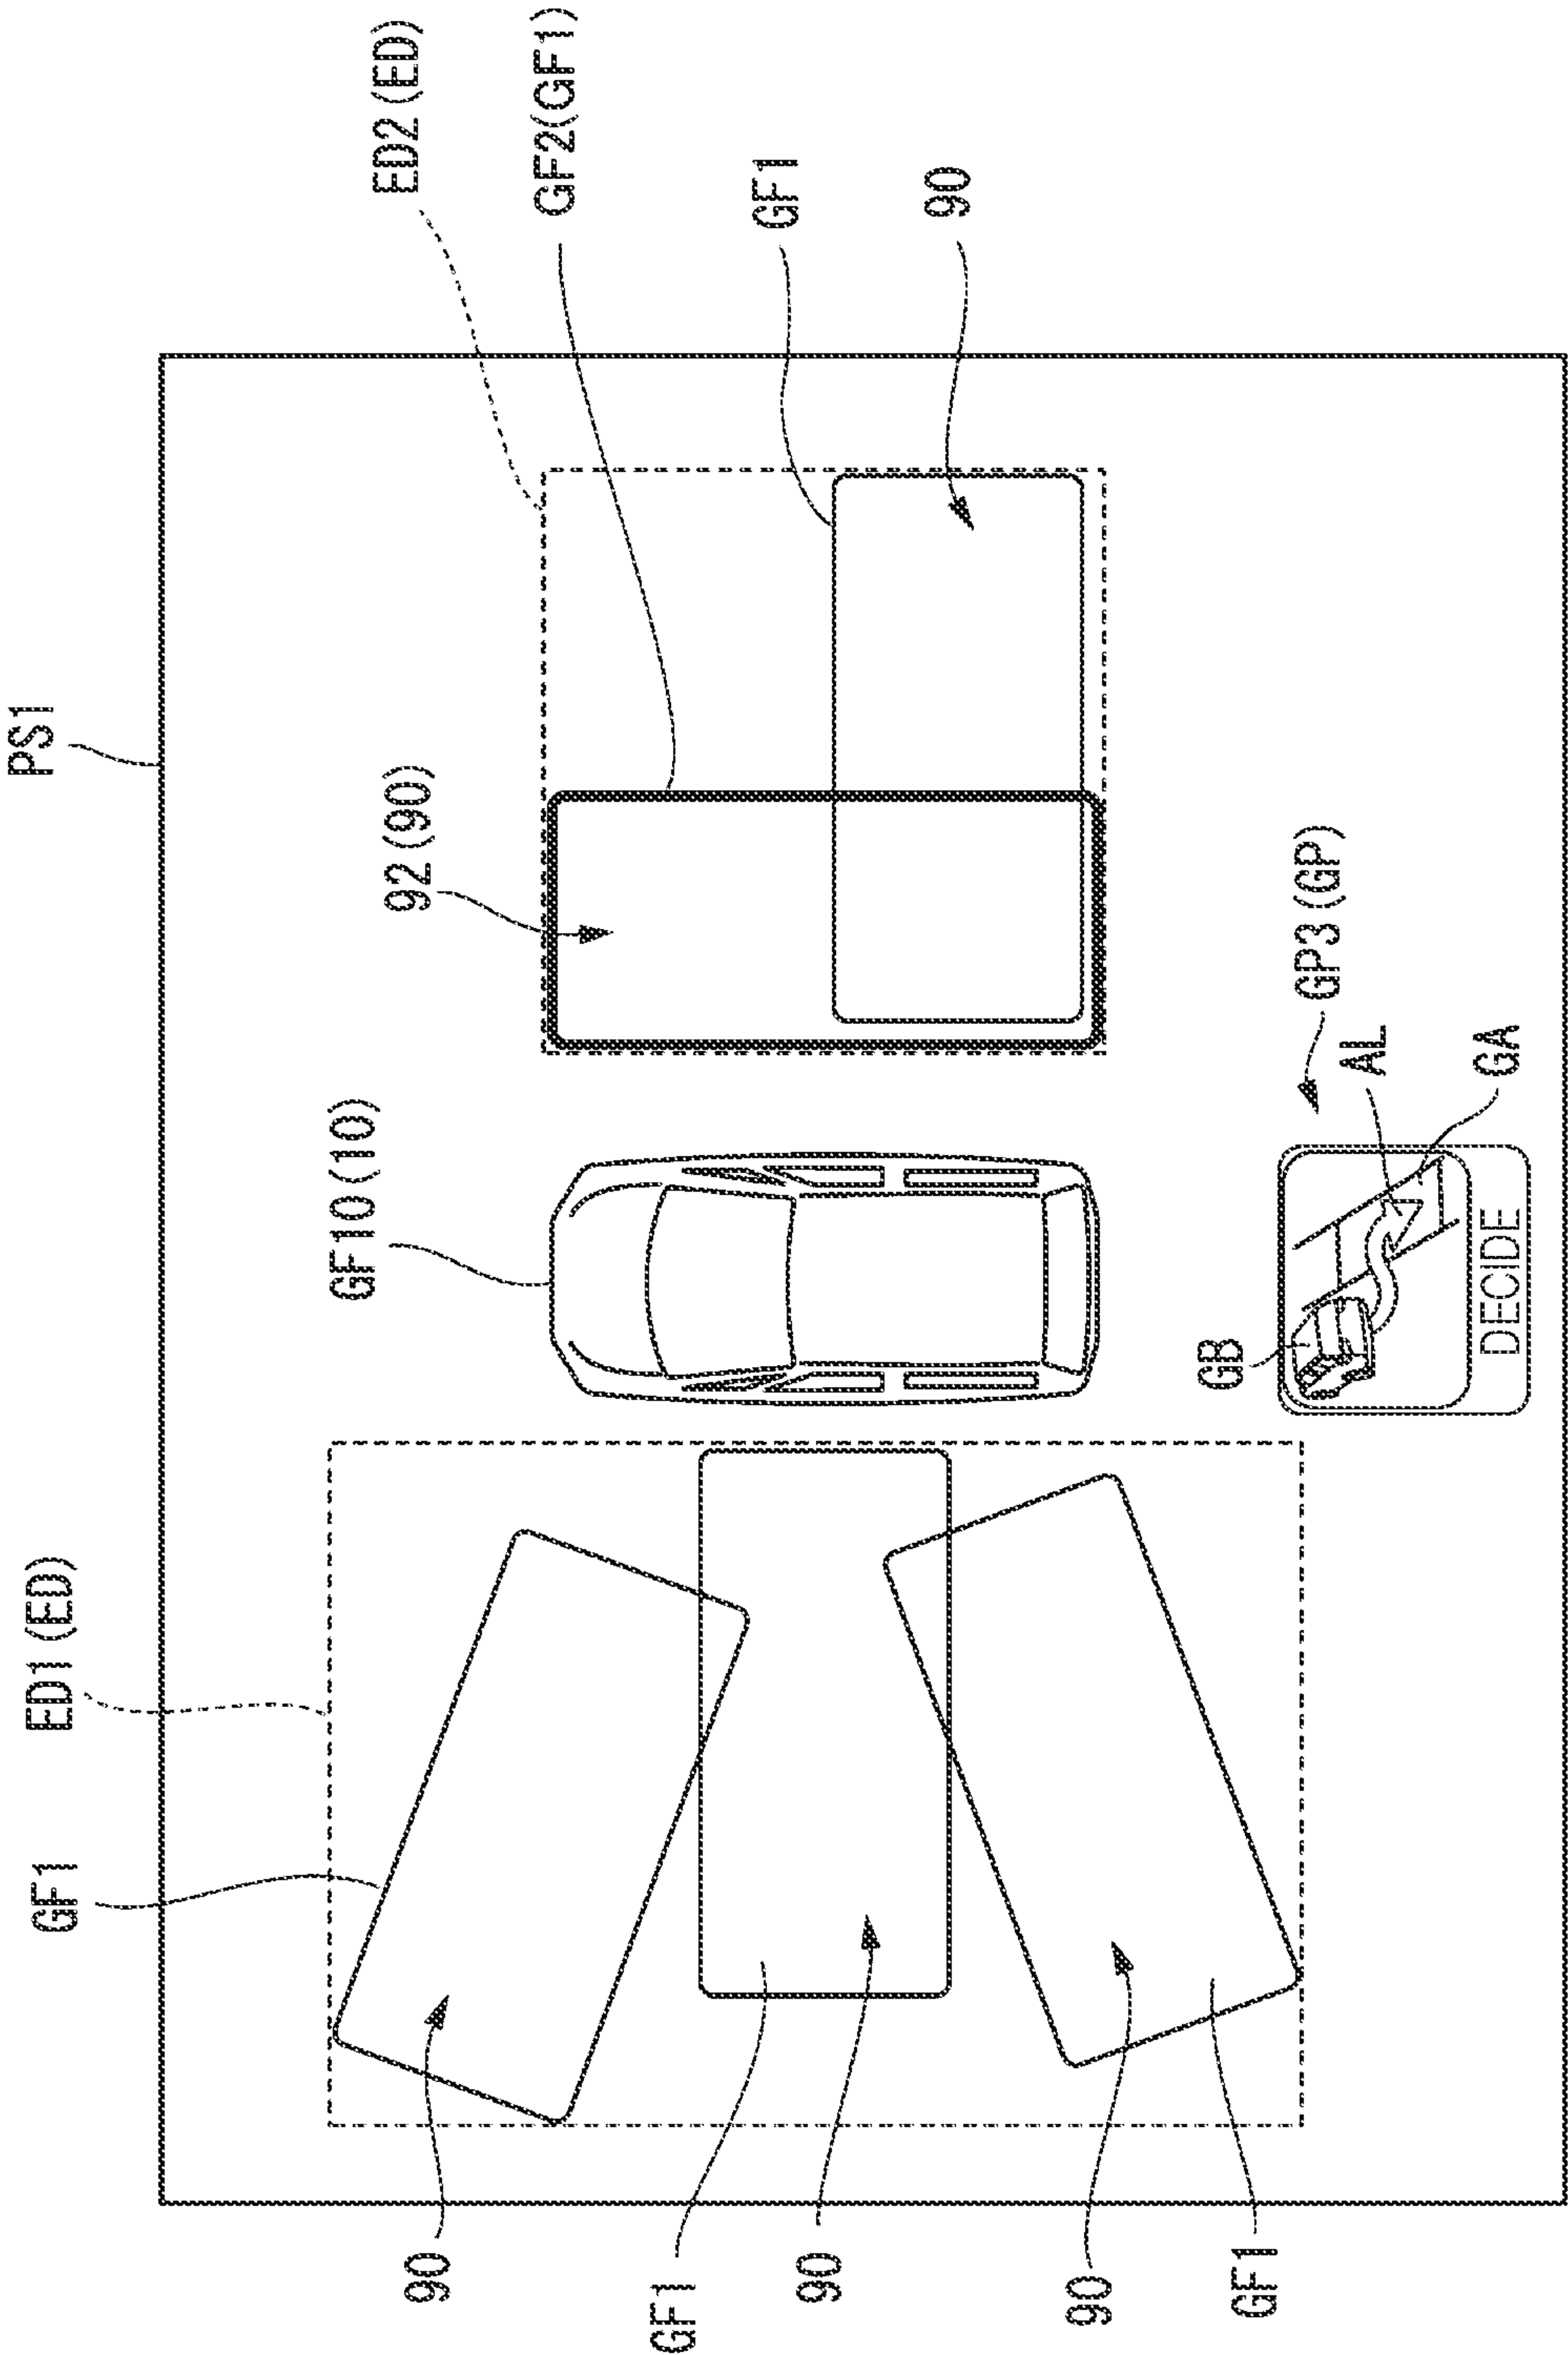 GF1
ED1 (ED)
PS1
GF10 (10)
92 (90)
ED2 (ED)
90
GF2(GF1)
GF1
GF1
90
90
90
GB
GF1
GP3 (GP)
AL
DECIDE
GA